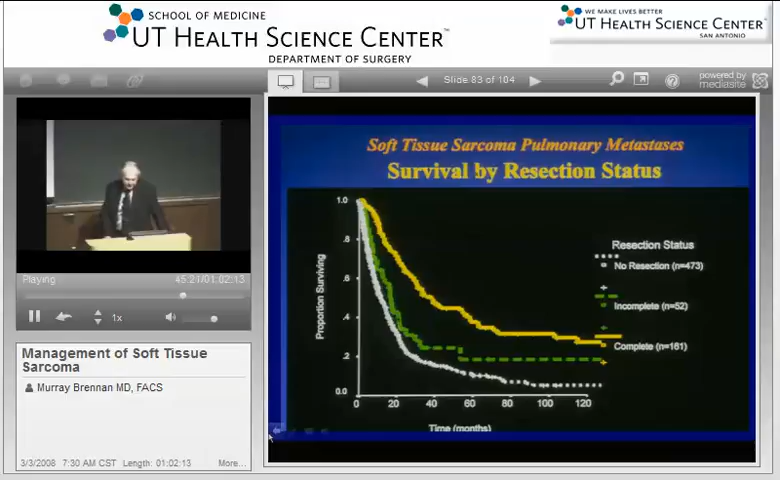 SCHOOL OF MEDICINE
UT HEALTH SCIENCE CENTER™
DEPARTMENT OF SURGERY
WE MAKE LIVES BETTER
UT HEALTH SCIENCE CENTER™
SAN ANTONIO
Slide 83 of 104
powered by
mediasite
Playing
45:21/01:02:13
1x
Management of Soft Tissue
Sarcoma
Murray Brennan MD, FACS
3/3/2008 7:30 AM CST Length: 01:02:13 More...
Soft Tissue Sarcoma Pulmonary Metastases
Survival by Resection Status
Proportion Surviving
1.0
.8
.6
.4
.2
0.0
0 20 40 60 80 100 120
Time (months)
Resection Status
No Resection (n=473)
Incomplete (n=52)
Complete (n=161)